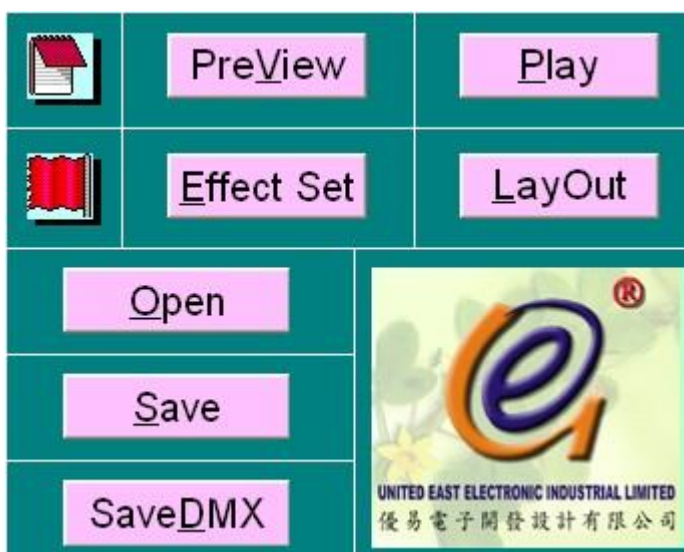 PreView
Play
Effect Set
LayOut
Open
Save
SaveDMX
®
UNITED EAST ELECTRONIC INDUSTRIAL LIMITED
優易電子開發設計有限公司